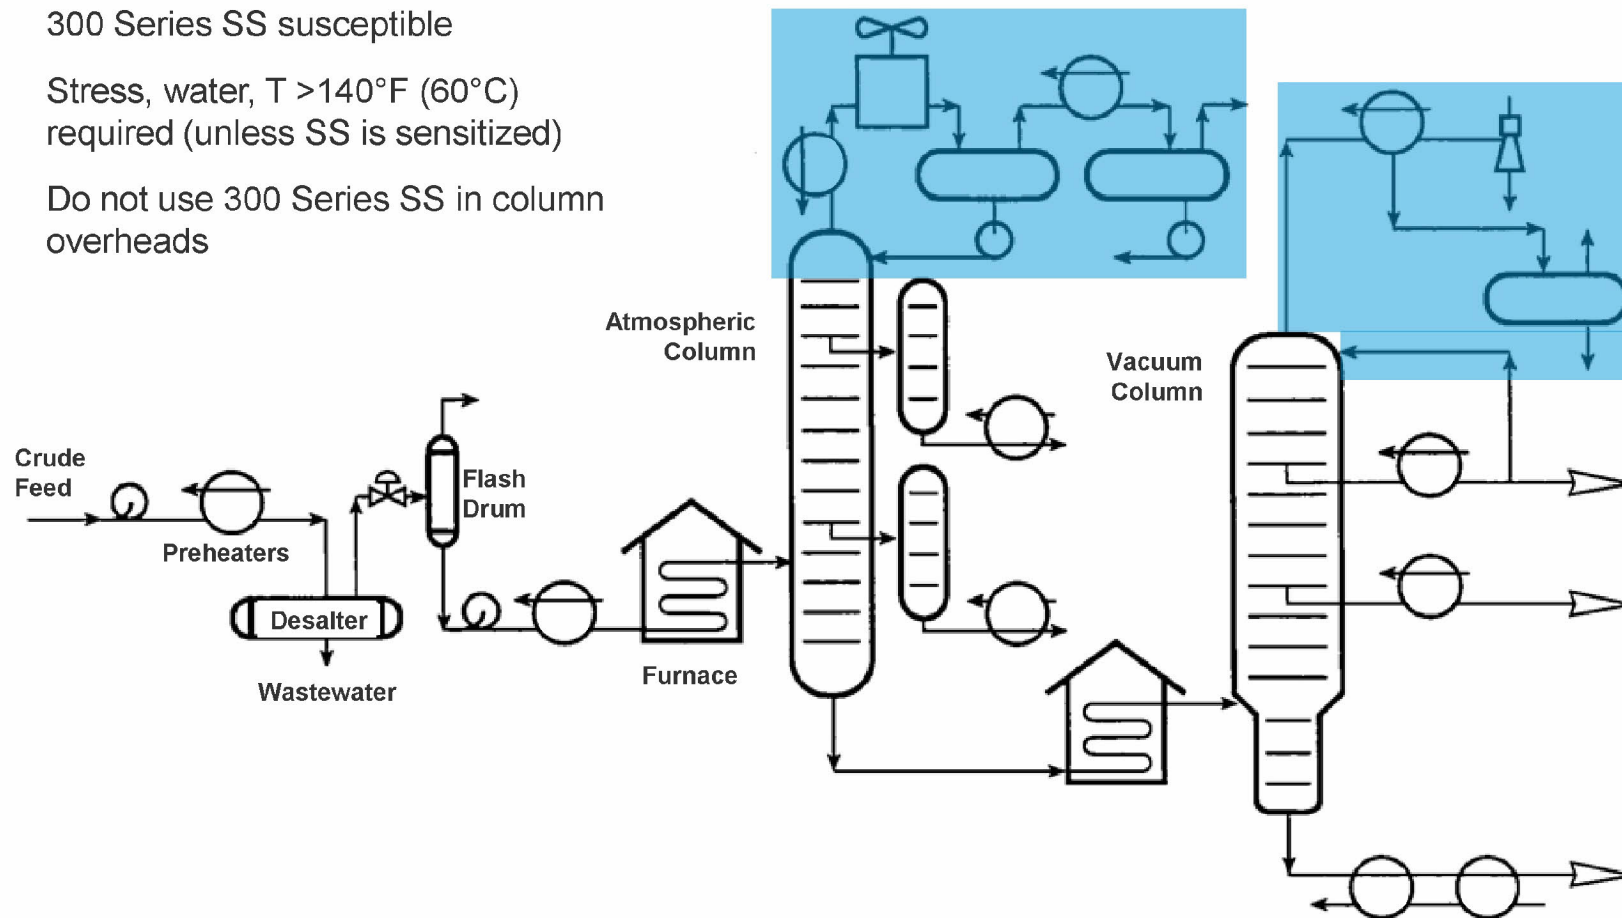 300 Series SS susceptible
Stress, water, T >140°F (60°C)
required (unless SS is sensitized)
Do not use 300 Series SS in column
overheads
Atmospheric
Column
Vacuum
Column
Crude
Feed
Flash
Drum
Preheaters
Desalter
Furnace
Wastewater